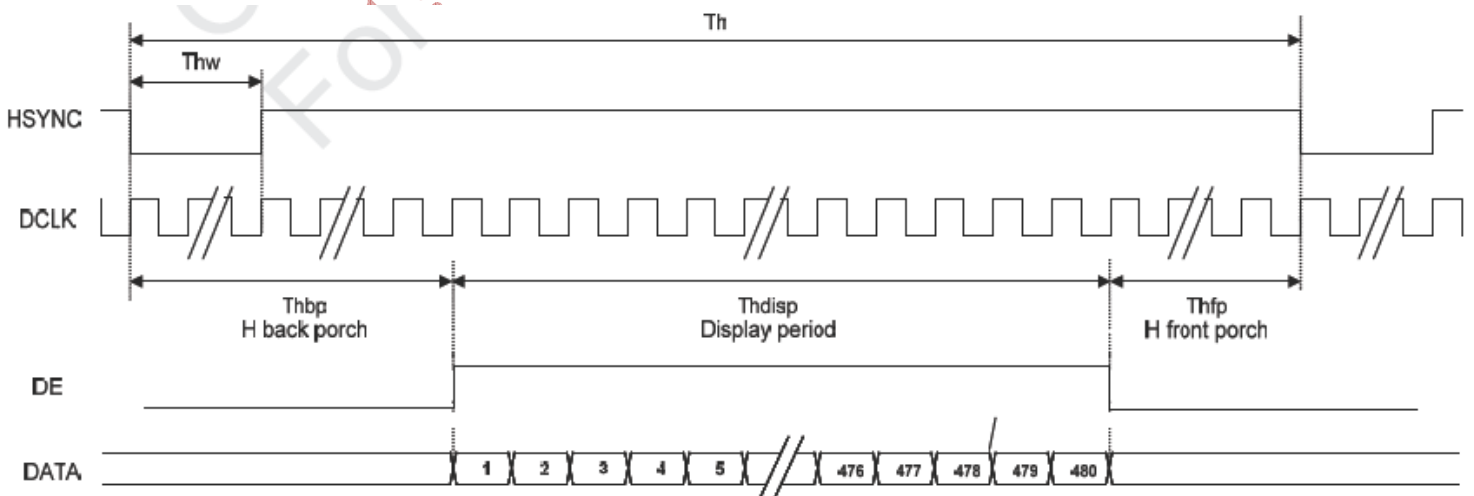 Th
Thw
HSYNC
DCLK
Thbp
H back porch
Thdisp
Display period
Thfp
H front porch
DE
DATA 1 2 3 4 5 476 477 478 479 480
For